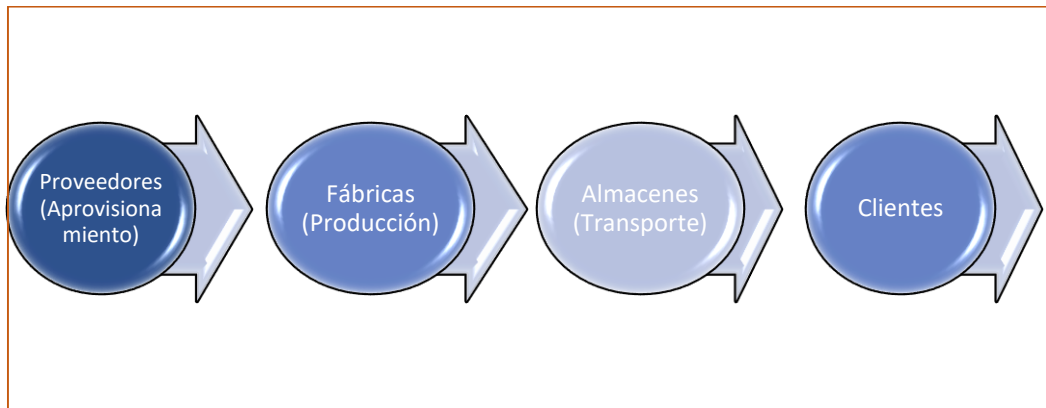 Proveedores
(Aprovisiona
miento)
Fábricas
(Producción)
Almacenes
(Transporte)
Clientes